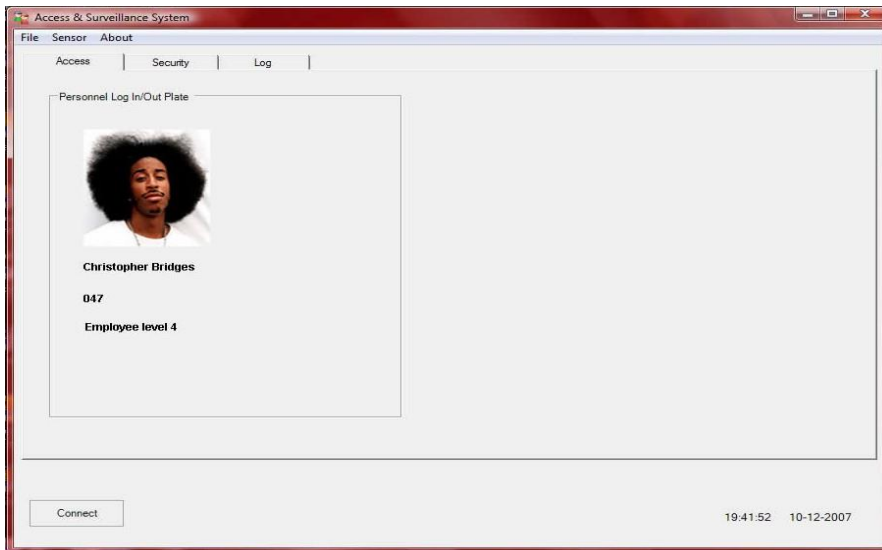 Access & Surveillance System
File Sensor About
Access Security Log
Personnel Log In/Out Plate
Christopher Bridges
047
Employee level 4
Connect
19:41:52 10-12-2007